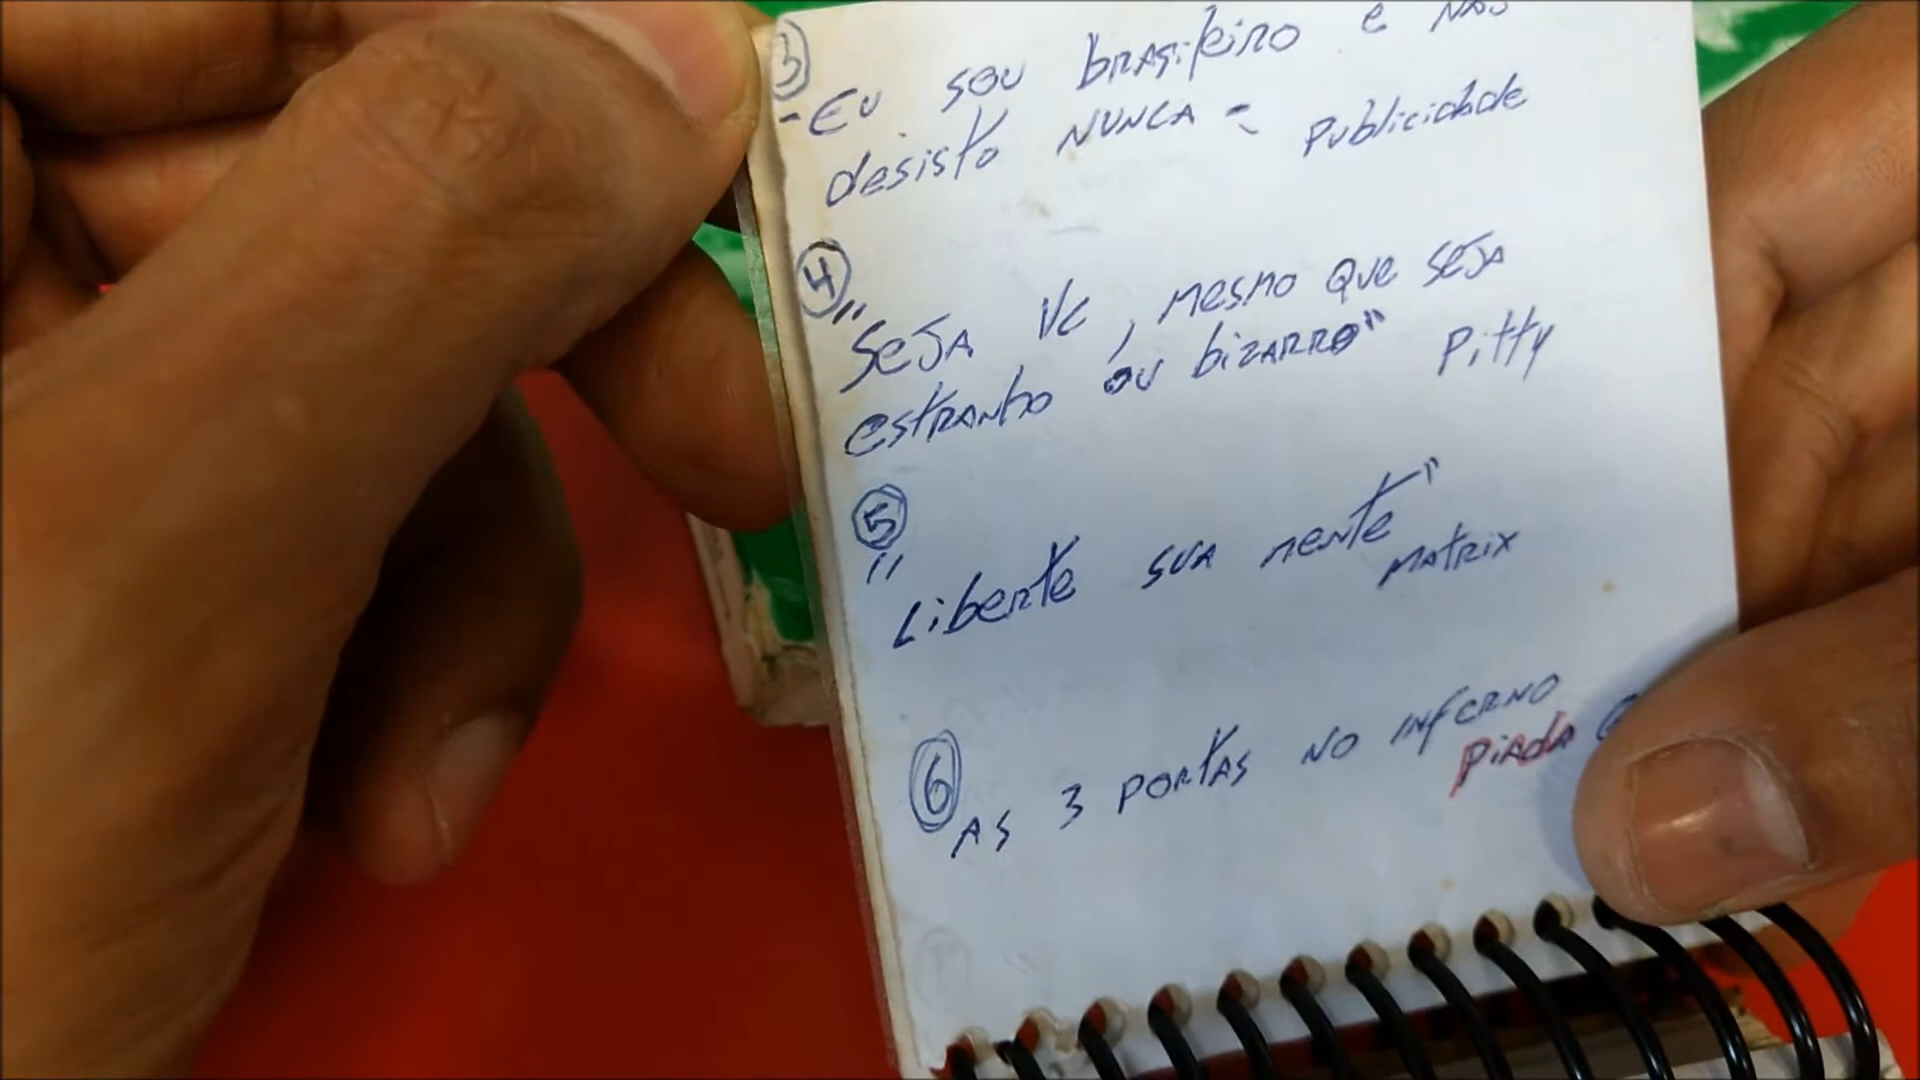 3
- Eu sou brasileiro e não
desisto nunca - Publicidade
4
"Seja vc, mesmo que seja
estranho ou bizarro" Pitty
5
"Liberte sua mente"
Matrix
6
As 3 portas no inferno
piada